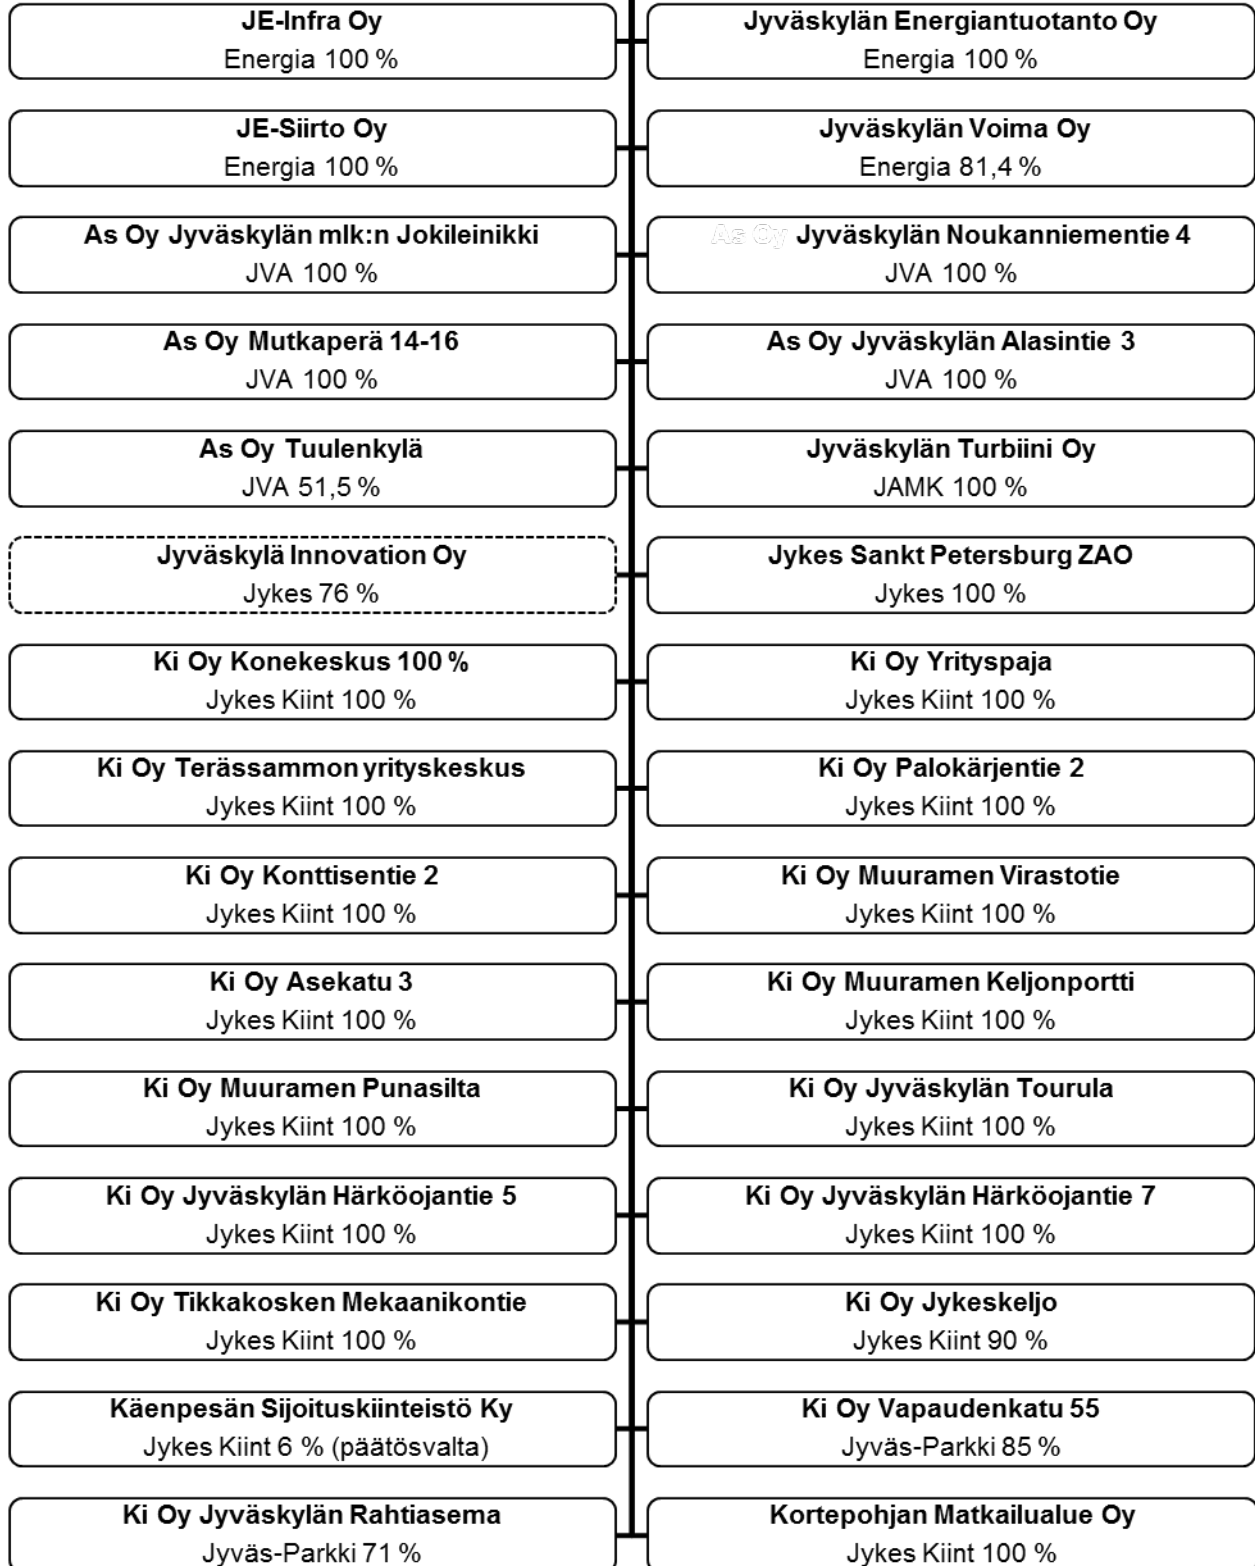 JE-Infra Oy
Energia 100 %
Jyväskylän Energiantuotanto Oy
Energia 100 %
JE-Siirto Oy
Energia 100 %
Jyväskylän Voima Oy
Energia 81,4 %
As Oy Jyväskylän mlk:n Jokileinikki
JVA 100 %
As Oy Jyväskylän Noukanniementie 4
JVA 100 %
As Oy Mutkaperä 14-16
JVA 100 %
As Oy Jyväskylän Alasintie 3
JVA 100 %
As Oy Tuulenkylä
JVA 51,5 %
Jyväskylän Turbiini Oy
JAMK 100 %
Jyväskylä Innovation Oy
Jykes 76 %
Jykes Sankt Petersburg ZAO
Jykes 100 %
Ki Oy Konekeskus 100 %
Jykes Kiint 100 %
Ki Oy Yrityspaja
Jykes Kiint 100 %
Ki Oy Terässammon yrityskeskus
Jykes Kiint 100 %
Ki Oy Palokärjentie 2
Jykes Kiint 100 %
Ki Oy Konttisentie 2
Jykes Kiint 100 %
Ki Oy Muuramen Virastotie
Jykes Kiint 100 %
Ki Oy Asekatu 3
Jykes Kiint 100 %
Ki Oy Muuramen Keljonportti
Jykes Kiint 100 %
Ki Oy Muuramen Punasilta
Jykes Kiint 100 %
Ki Oy Jyväskylän Tourula
Jykes Kiint 100 %
Ki Oy Jyväskylän Härköojantie 5
Jykes Kiint 100 %
Ki Oy Jyväskylän Härköojantie 7
Jykes Kiint 100 %
Ki Oy Tikkakosken Mekaanikontie
Jykes Kiint 100 %
Ki Oy Jykeskeljo
Jykes Kiint 90 %
Käenpesän Sijoituskiinteistö Ky
Jykes Kiint 6 % (päätösvalta)
Ki Oy Vapaudenkatu 55
Jyväs-Parkki 85 %
Ki Oy Jyväskylän Rahtiasema
Jyväs-Parkki 71 %
Kortepohjan Matkailualue Oy
Jykes Kiint 100 %